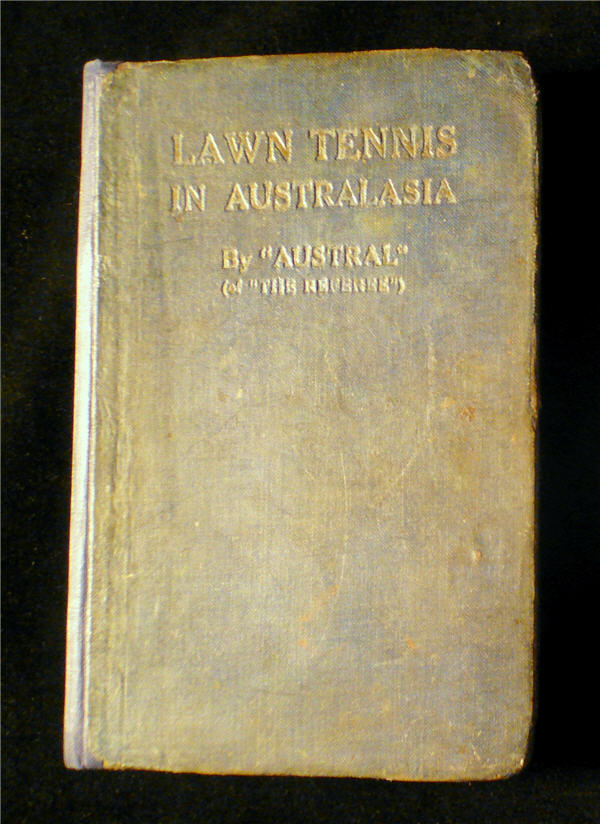 LAWN TENNIS
IN AUSTRALASIA
By "AUSTRAL"
(of "THE REFEREE")